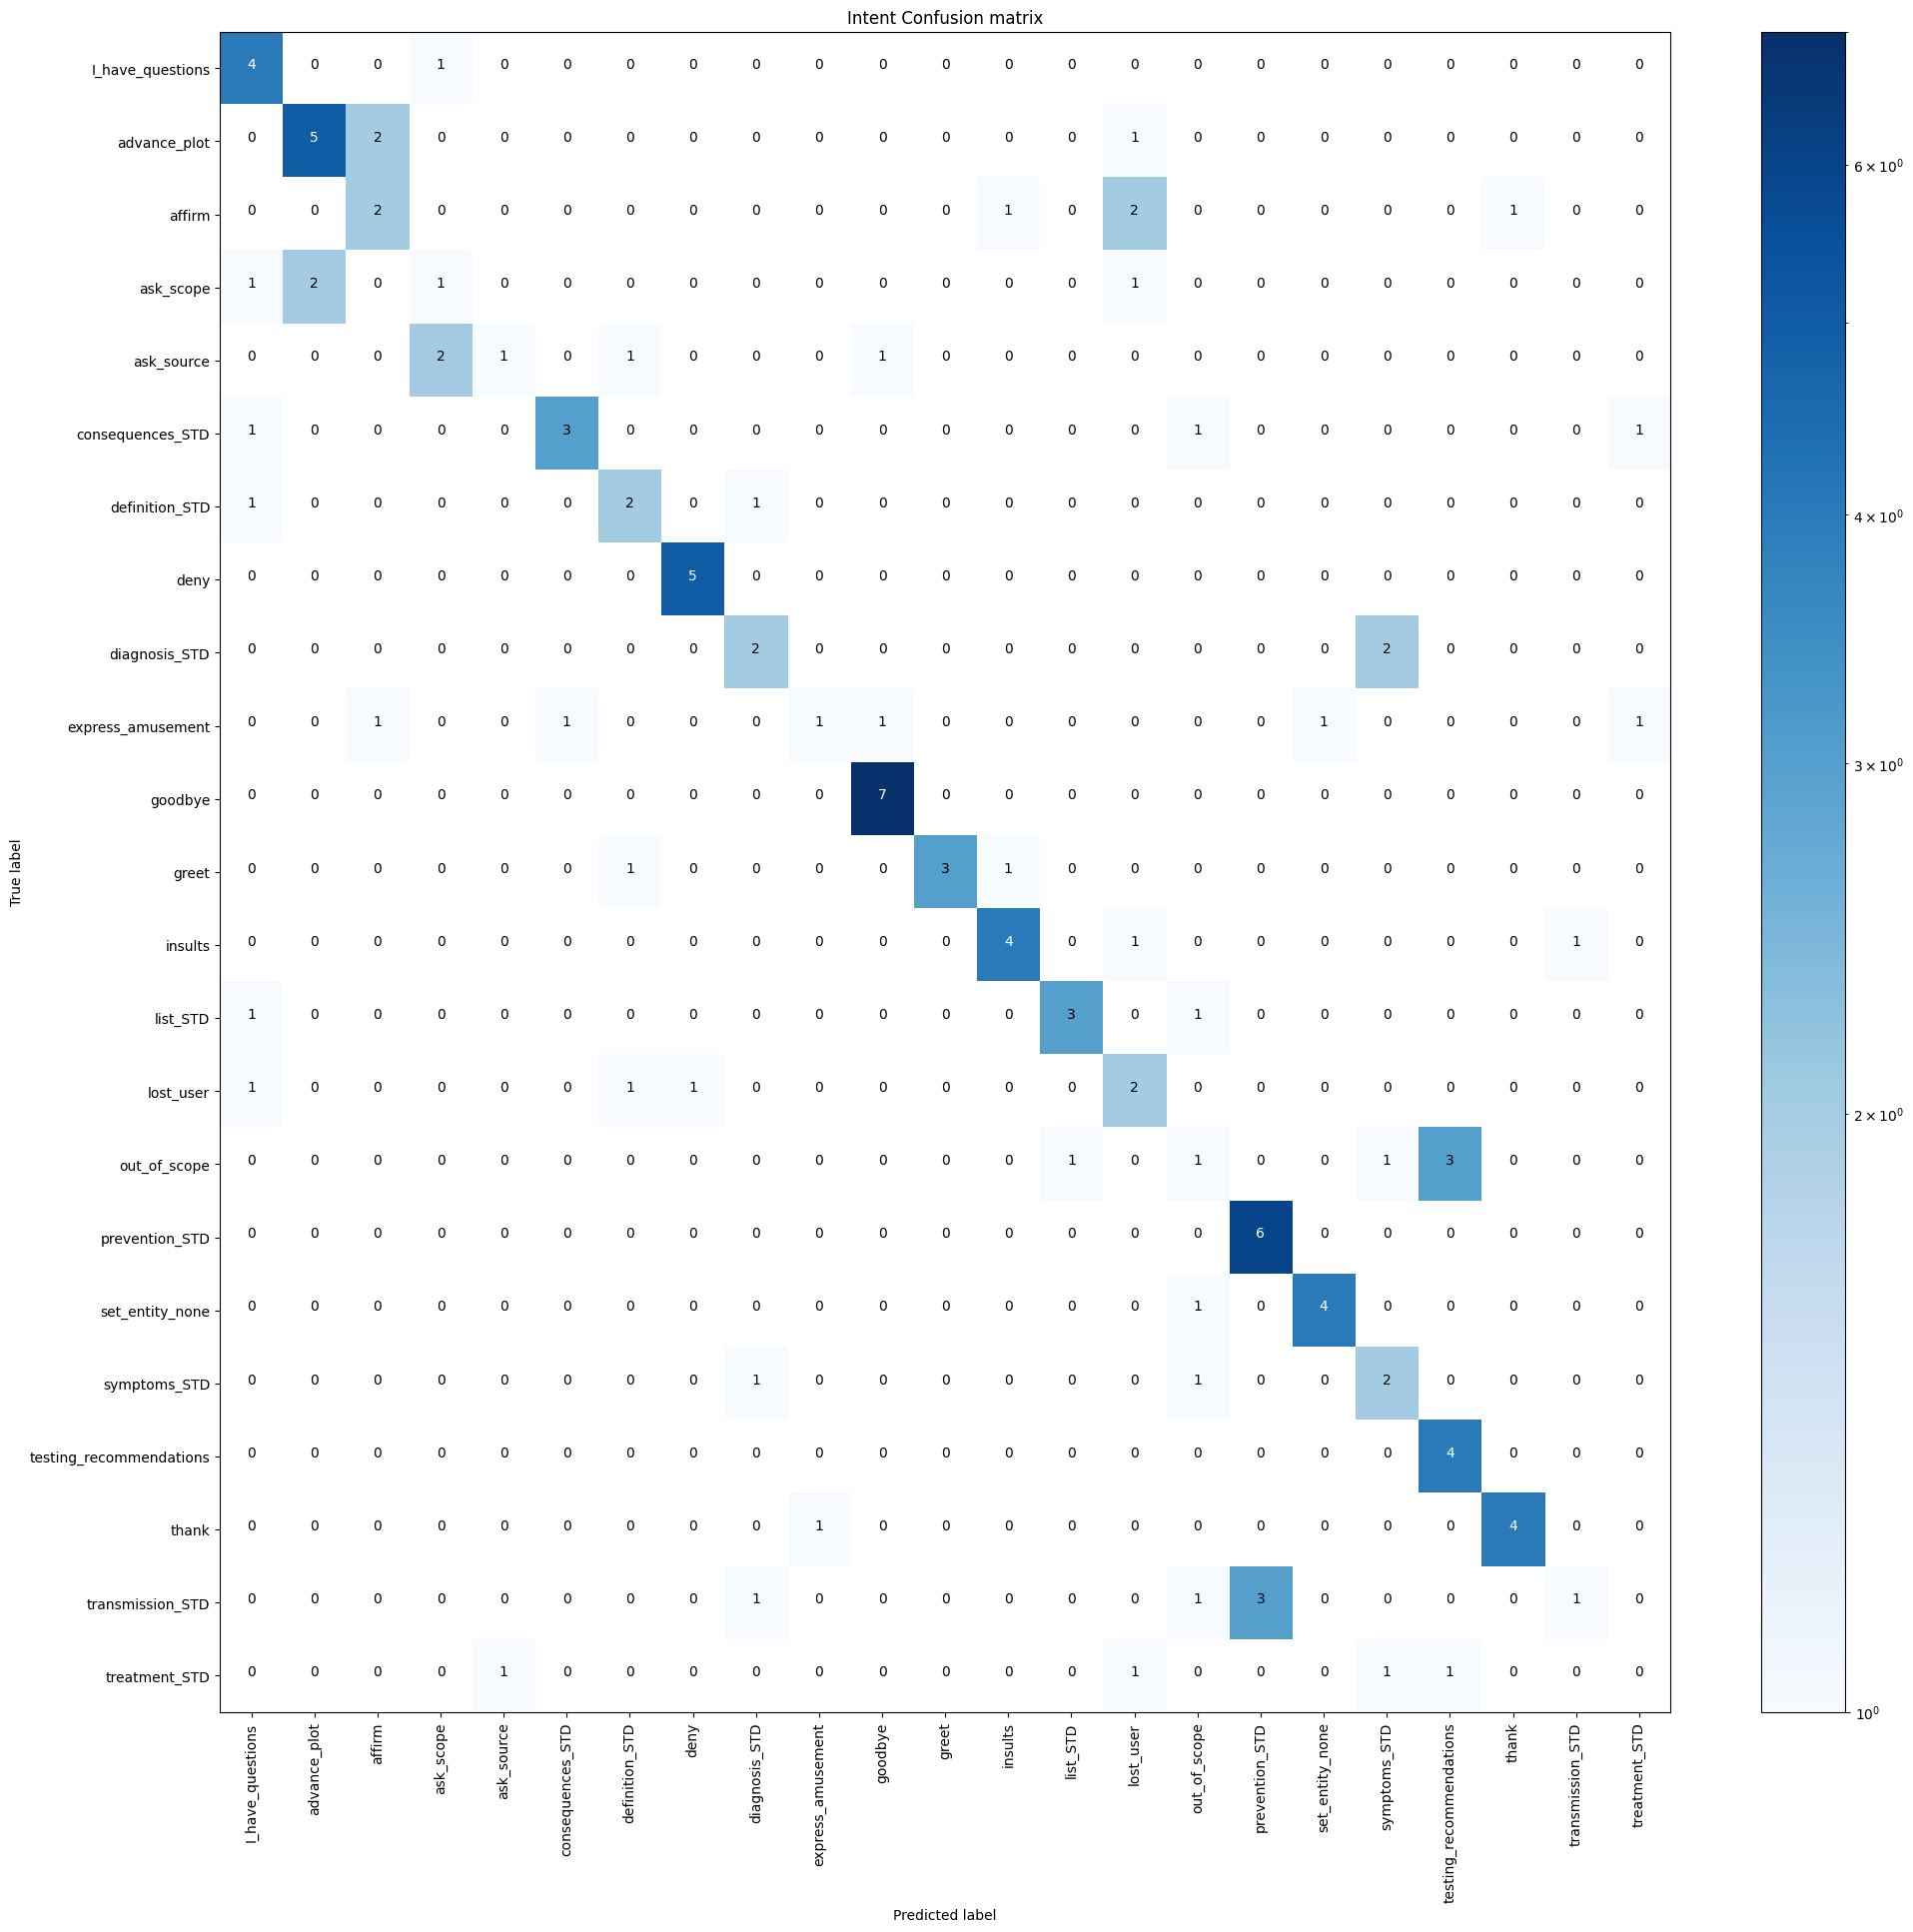 Intent Confusion matrix
I_have_questions 4 0 0 1 0 0 0 0 0 0 0 0 0 0 0 0 0 0 0 0 0 0 0
advance_plot 0 5 2 0 0 0 0 0 0 0 0 0 0 0 1 0 0 0 0 0 0 0 0
affirm 0 0 2 0 0 0 0 0 0 0 0 0 1 0 2 0 0 0 0 0 1 0 0
ask_scope 1 2 0 1 0 0 0 0 0 0 0 0 0 0 1 0 0 0 0 0 0 0 0
ask_source 0 0 0 2 1 0 1 0 0 0 1 0 0 0 0 0 0 0 0 0 0 0 0
consequences_STD 1 0 0 0 0 3 0 0 0 0 0 0 0 0 0 1 0 0 0 0 0 0 1
definition_STD 1 0 0 0 0 0 2 0 1 0 0 0 0 0 0 0 0 0 0 0 0 0 0
deny 0 0 0 0 0 0 0 5 0 0 0 0 0 0 0 0 0 0 0 0 0 0 0
diagnosis_STD 0 0 0 0 0 0 0 0 2 0 0 0 0 0 0 0 0 0 2 0 0 0 0
express_amusement 0 0 1 0 0 1 0 0 0 1 1 0 0 0 0 0 0 1 0 0 0 0 1
goodbye 0 0 0 0 0 0 0 0 0 0 7 0 0 0 0 0 0 0 0 0 0 0 0
greet 0 0 0 0 0 0 1 0 0 0 0 3 1 0 0 0 0 0 0 0 0 0 0
insults 0 0 0 0 0 0 0 0 0 0 0 0 4 0 1 0 0 0 0 0 0 1 0
list_STD 1 0 0 0 0 0 0 0 0 0 0 0 0 3 0 1 0 0 0 0 0 0 0
lost_user 1 0 0 0 0 0 1 1 0 0 0 0 0 0 2 0 0 0 0 0 0 0 0
out_of_scope 0 0 0 0 0 0 0 0 0 0 0 0 0 1 0 1 0 0 1 3 0 0 0
prevention_STD 0 0 0 0 0 0 0 0 0 0 0 0 0 0 0 0 6 0 0 0 0 0 0
set_entity_none 0 0 0 0 0 0 0 0 0 0 0 0 0 0 0 1 0 4 0 0 0 0 0
symptoms_STD 0 0 0 0 0 0 0 0 1 0 0 0 0 0 0 1 0 0 2 0 0 0 0
testing_recommendations 0 0 0 0 0 0 0 0 0 0 0 0 0 0 0 0 0 0 0 4 0 0 0
thank 0 0 0 0 0 0 0 0 0 1 0 0 0 0 0 0 0 0 0 0 4 0 0
transmission_STD 0 0 0 0 0 0 0 0 1 0 0 0 0 0 0 1 3 0 0 0 0 1 0
treatment_STD 0 0 0 0 1 0 0 0 0 0 0 0 0 0 1 0 0 0 1 1 0 0 0
True label
I_have_questions
advance_plot
affirm
ask_scope
ask_source
consequences_STD
definition_STD
deny
diagnosis_STD
express_amusement
goodbye
greet
insults
list_STD
lost_user
out_of_scope
prevention_STD
set_entity_none
symptoms_STD
testing_recommendations
thank
transmission_STD
treatment_STD
Predicted label
6 × 10⁰
4 × 10⁰
3 × 10⁰
2 × 10⁰
10⁰